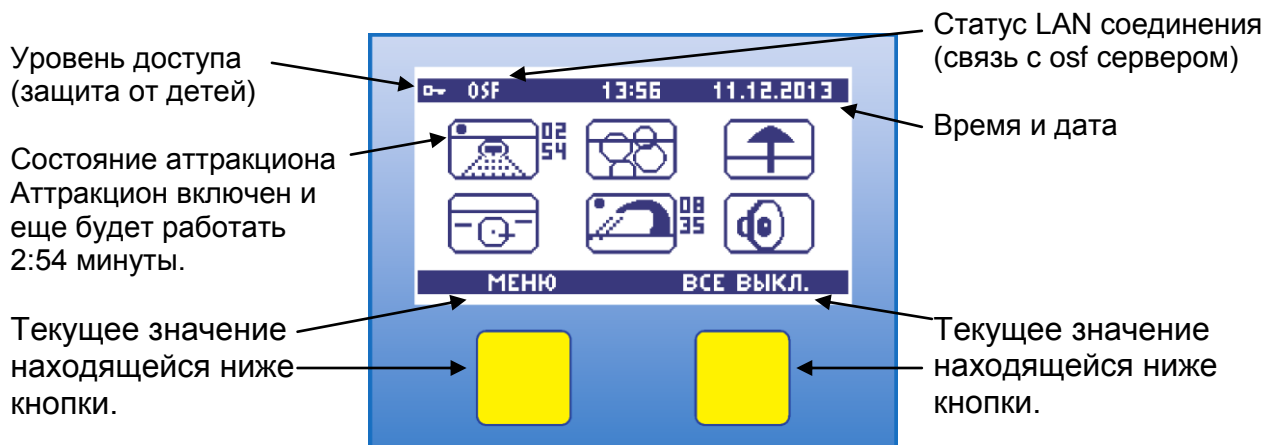 Уровень доступа
(защита от детей)
Состояние аттракциона
Аттракцион включен и
еще будет работать
2:54 минуты.
Текущее значение
находящейся ниже
кнопки.
OSF 13:56 11.12.2013
02
54
08
35
МЕНЮ ВСЕ ВЫКЛ.
Статус LAN соединения
(связь с osf сервером)
Время и дата
Текущее значение
находящейся ниже
кнопки.